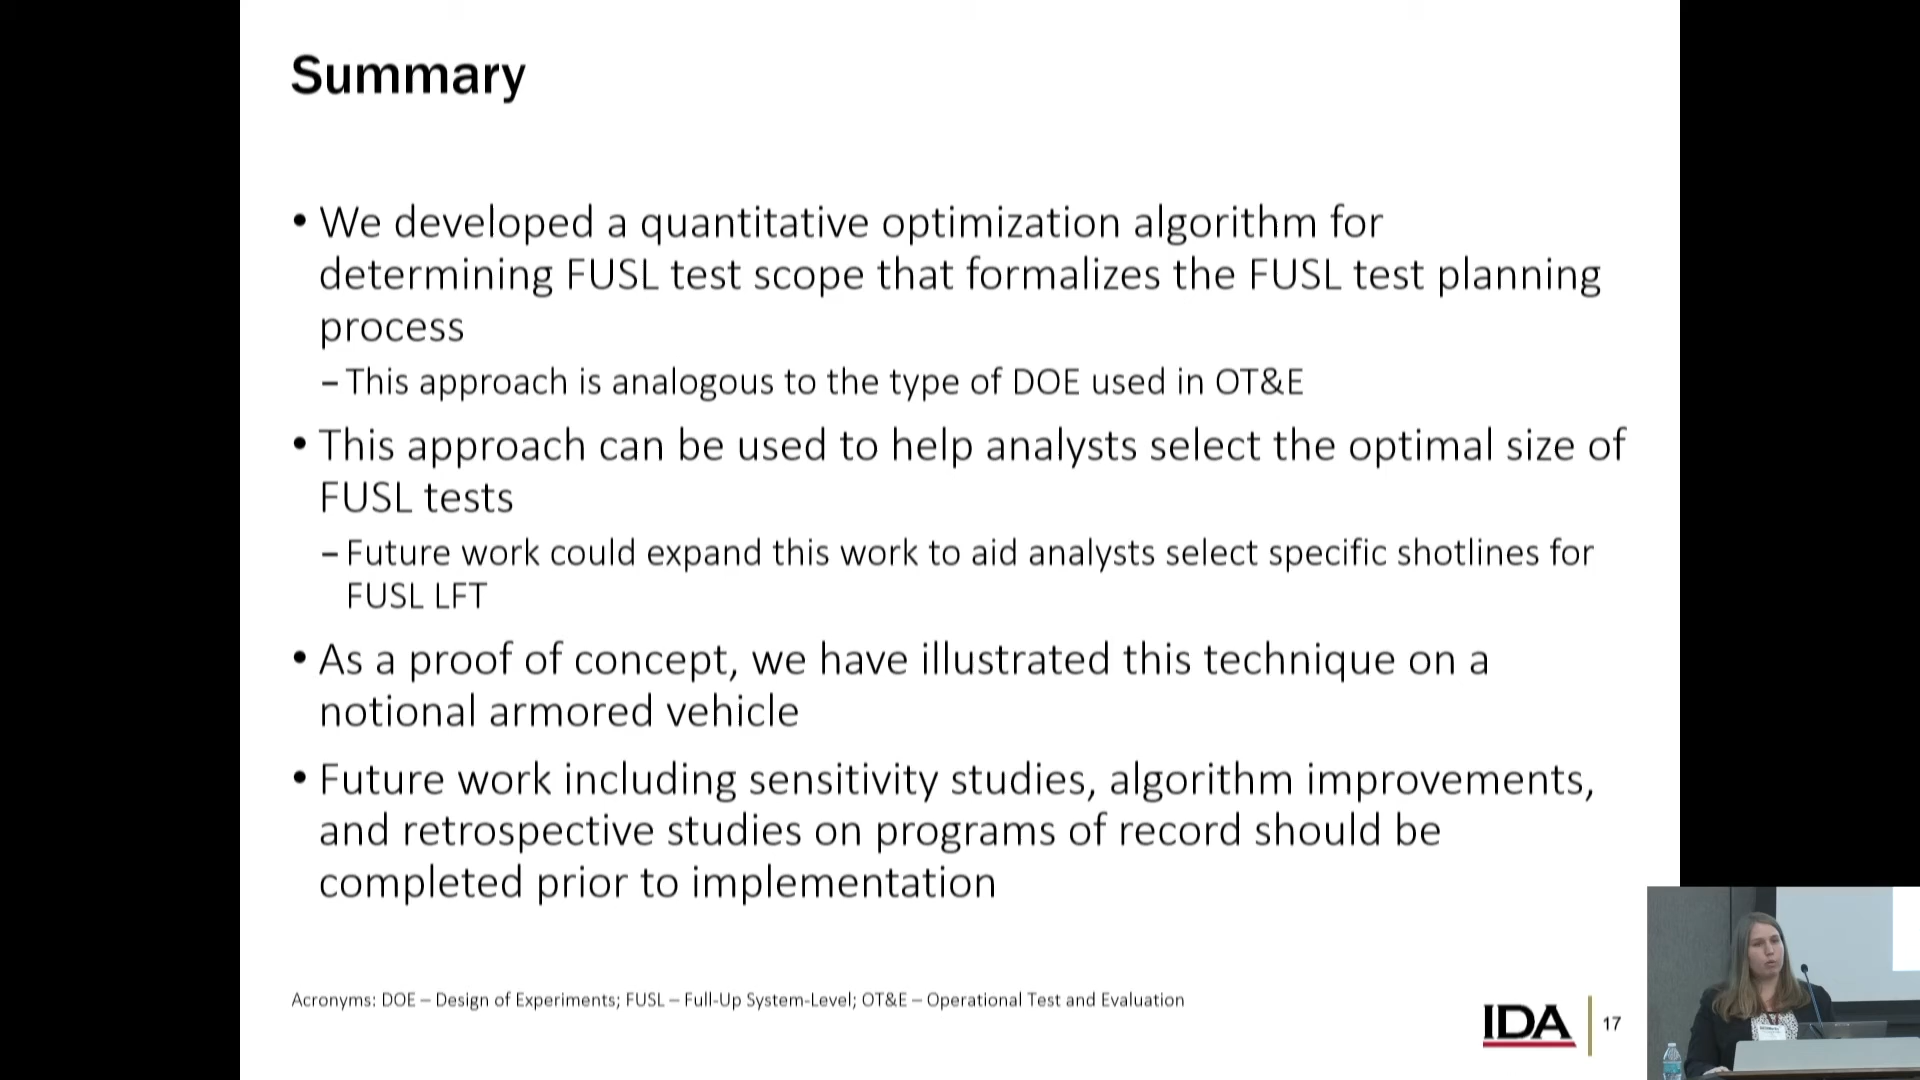 Summary
• We developed a quantitative optimization algorithm for
determining FUSL test scope that formalizes the FUSL test planning
process
– This approach is analogous to the type of DOE used in OT&E
• This approach can be used to help analysts select the optimal size of
FUSL tests
– Future work could expand this work to aid analysts select specific shotlines for
FUSL LFT
• As a proof of concept, we have illustrated this technique on a
notional armored vehicle
• Future work including sensitivity studies, algorithm improvements,
and retrospective studies on programs of record should be
completed prior to implementation
Acronyms: DOE – Design of Experiments; FUSL – Full-Up System-Level; OT&E – Operational Test and Evaluation
IDA
17